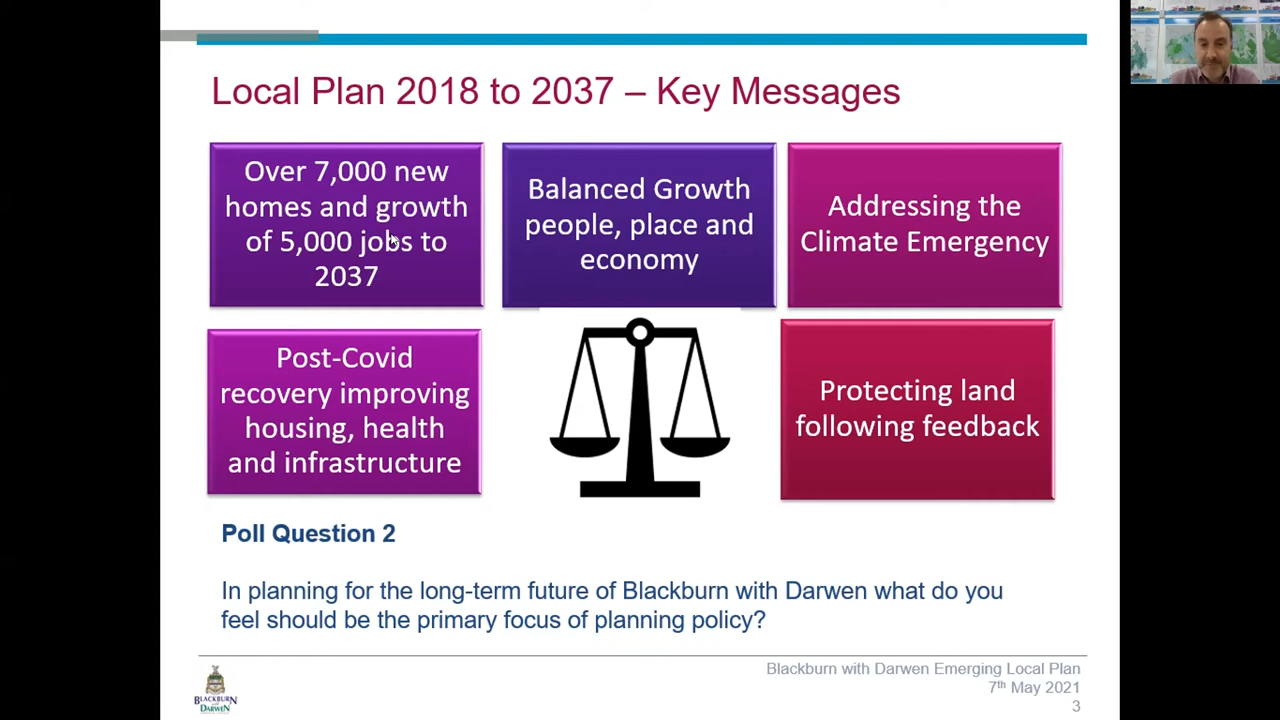 Local Plan 2018 to 2037 – Key Messages
Over 7,000 new
homes and growth
of 5,000 jobs to
2037
Balanced Growth
people, place and
economy
Addressing the
Climate Emergency
Post-Covid
recovery improving
housing, health
and infrastructure
Protecting land
following feedback
Poll Question 2
In planning for the long-term future of Blackburn with Darwen what do you
feel should be the primary focus of planning policy?
BLACKBURN
with
DARWEN
Blackburn with Darwen Emerging Local Plan
7th May 2021
3